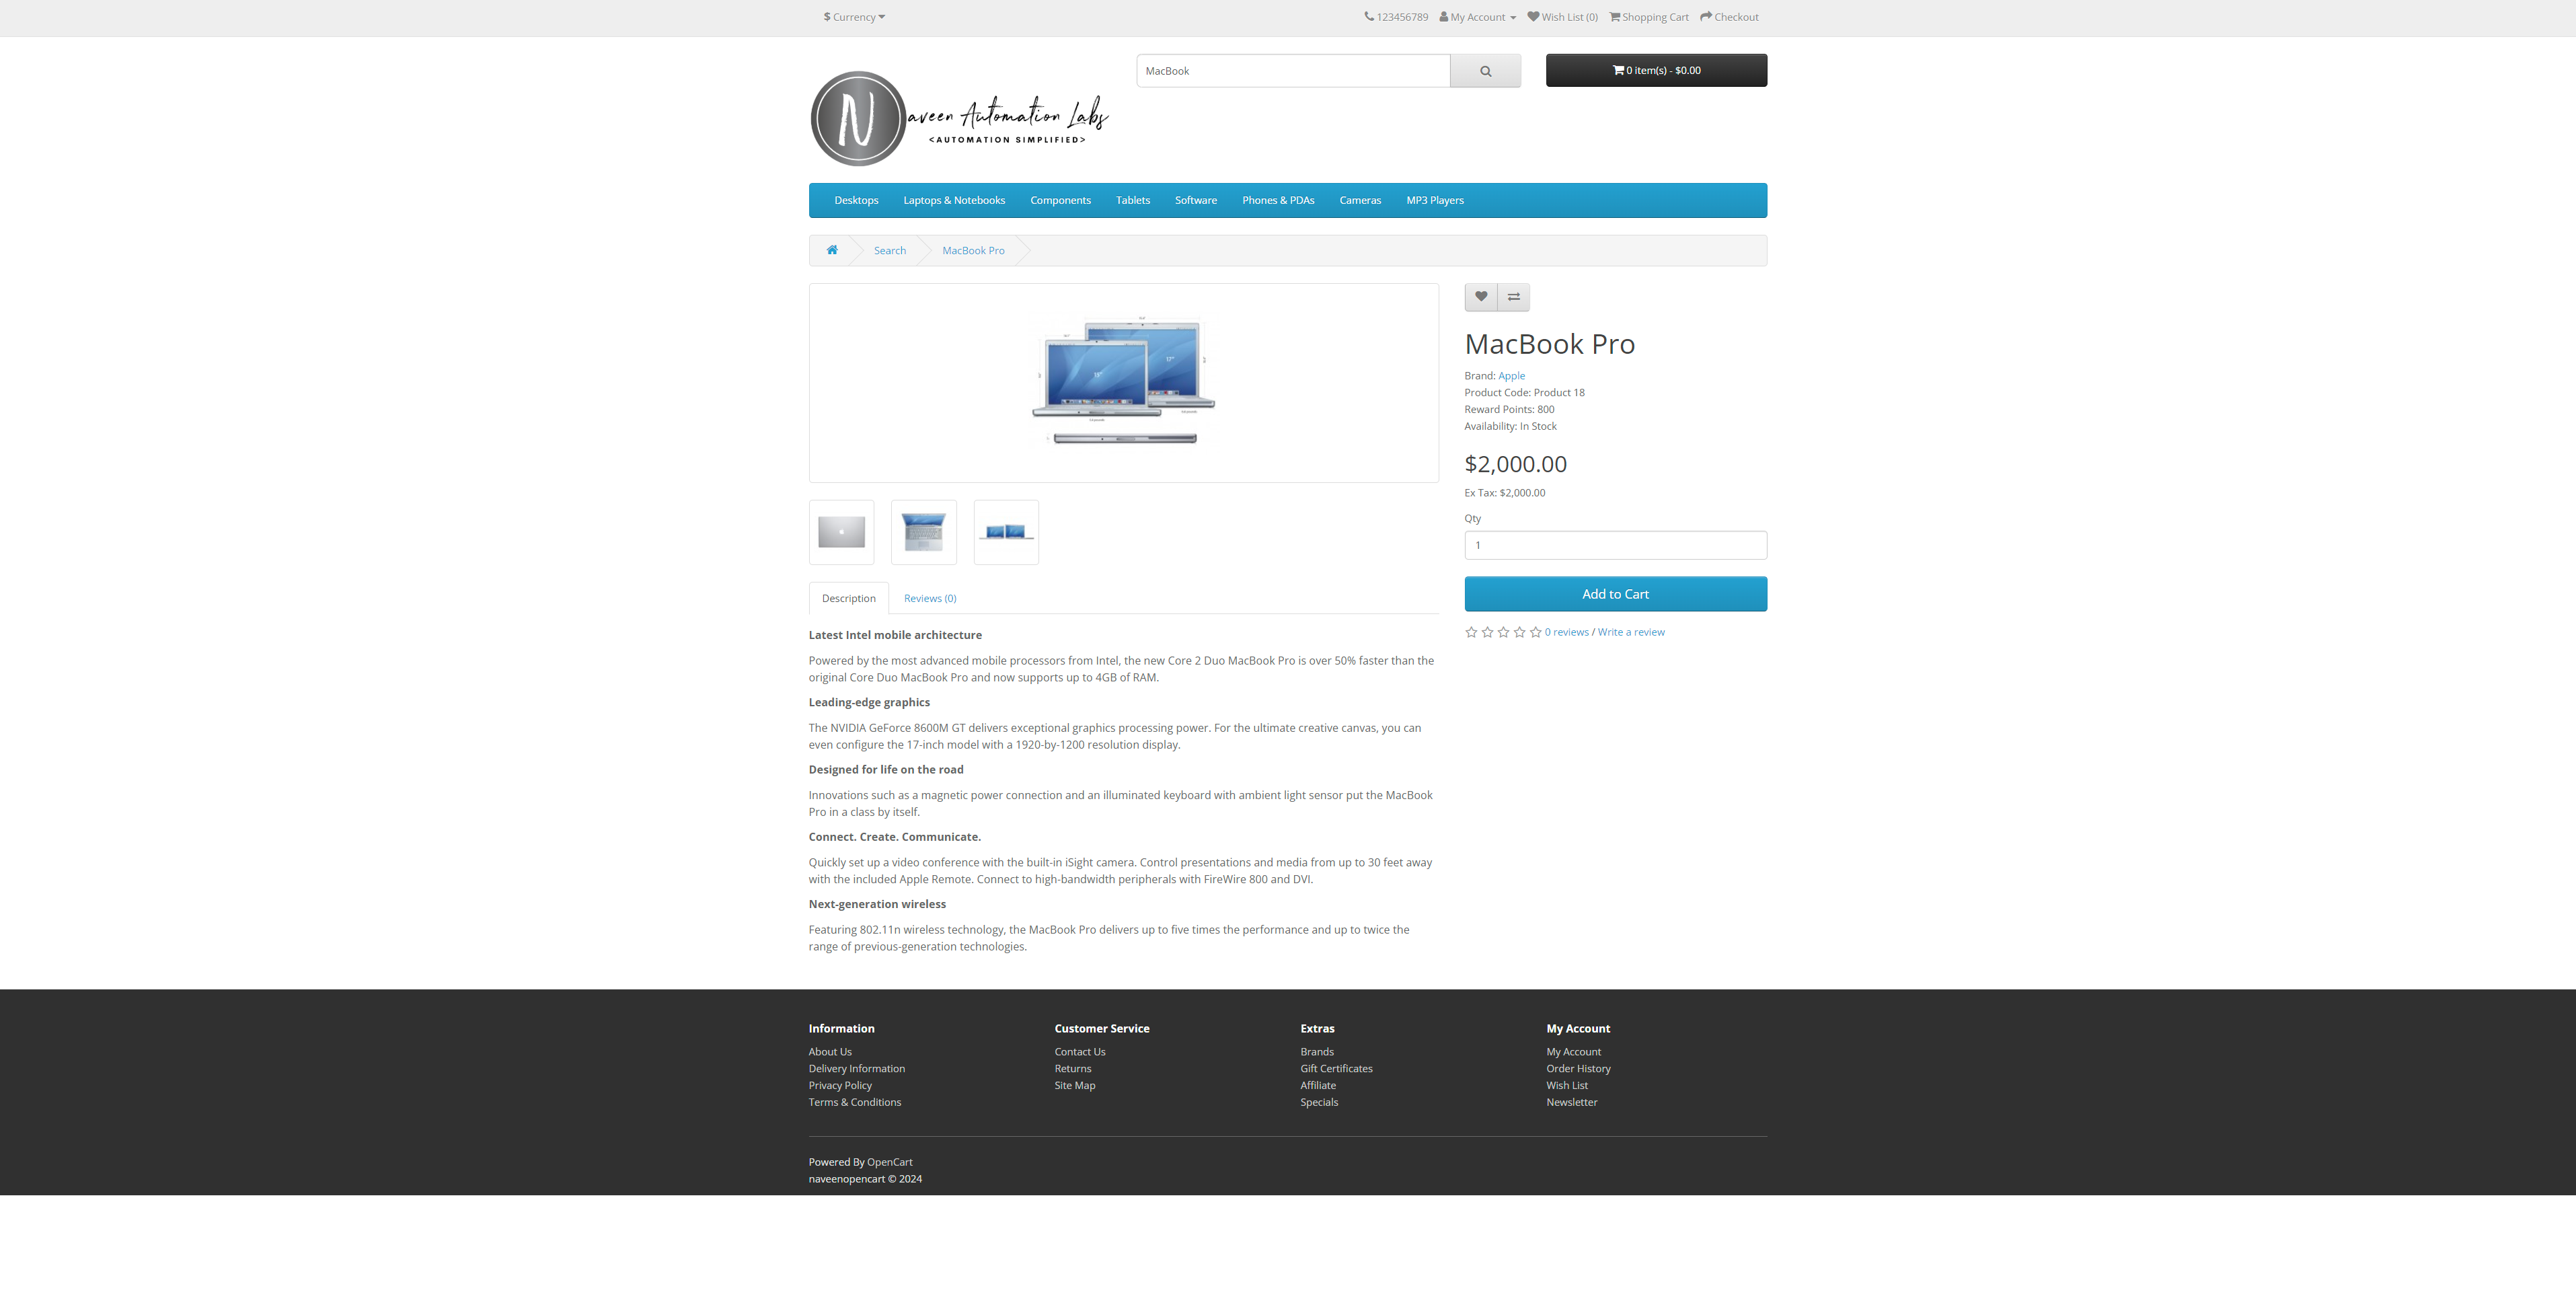 $ Currency
123456789 My Account Wish List (0) Shopping Cart Checkout
N aveen Automation Labs
<AUTOMATION SIMPLIFIED>
MacBook
0 item(s) - $0.00
Desktops Laptops & Notebooks Components Tablets Software Phones & PDAs Cameras MP3 Players
Search MacBook Pro
15"
17"
MacBook Pro
Brand: Apple
Product Code: Product 18
Reward Points: 800
Availability: In Stock
$2,000.00
Ex Tax: $2,000.00
Qty
1
Add to Cart
0 reviews / Write a review
Description Reviews (0)
Latest Intel mobile architecture
Powered by the most advanced mobile processors from Intel, the new Core 2 Duo MacBook Pro is over 50% faster than the
original Core Duo MacBook Pro and now supports up to 4GB of RAM.
Leading-edge graphics
The NVIDIA GeForce 8600M GT delivers exceptional graphics processing power. For the ultimate creative canvas, you can
even configure the 17-inch model with a 1920-by-1200 resolution display.
Designed for life on the road
Innovations such as a magnetic power connection and an illuminated keyboard with ambient light sensor put the MacBook
Pro in a class by itself.
Connect. Create. Communicate.
Quickly set up a video conference with the built-in iSight camera. Control presentations and media from up to 30 feet away
with the included Apple Remote. Connect to high-bandwidth peripherals with FireWire 800 and DVI.
Next-generation wireless
Featuring 802.11n wireless technology, the MacBook Pro delivers up to five times the performance and up to twice the
range of previous-generation technologies.
Information
About Us
Delivery Information
Privacy Policy
Terms & Conditions
Customer Service
Contact Us
Returns
Site Map
Extras
Brands
Gift Certificates
Affiliate
Specials
My Account
My Account
Order History
Wish List
Newsletter
Powered By OpenCart
naveenopencart © 2024